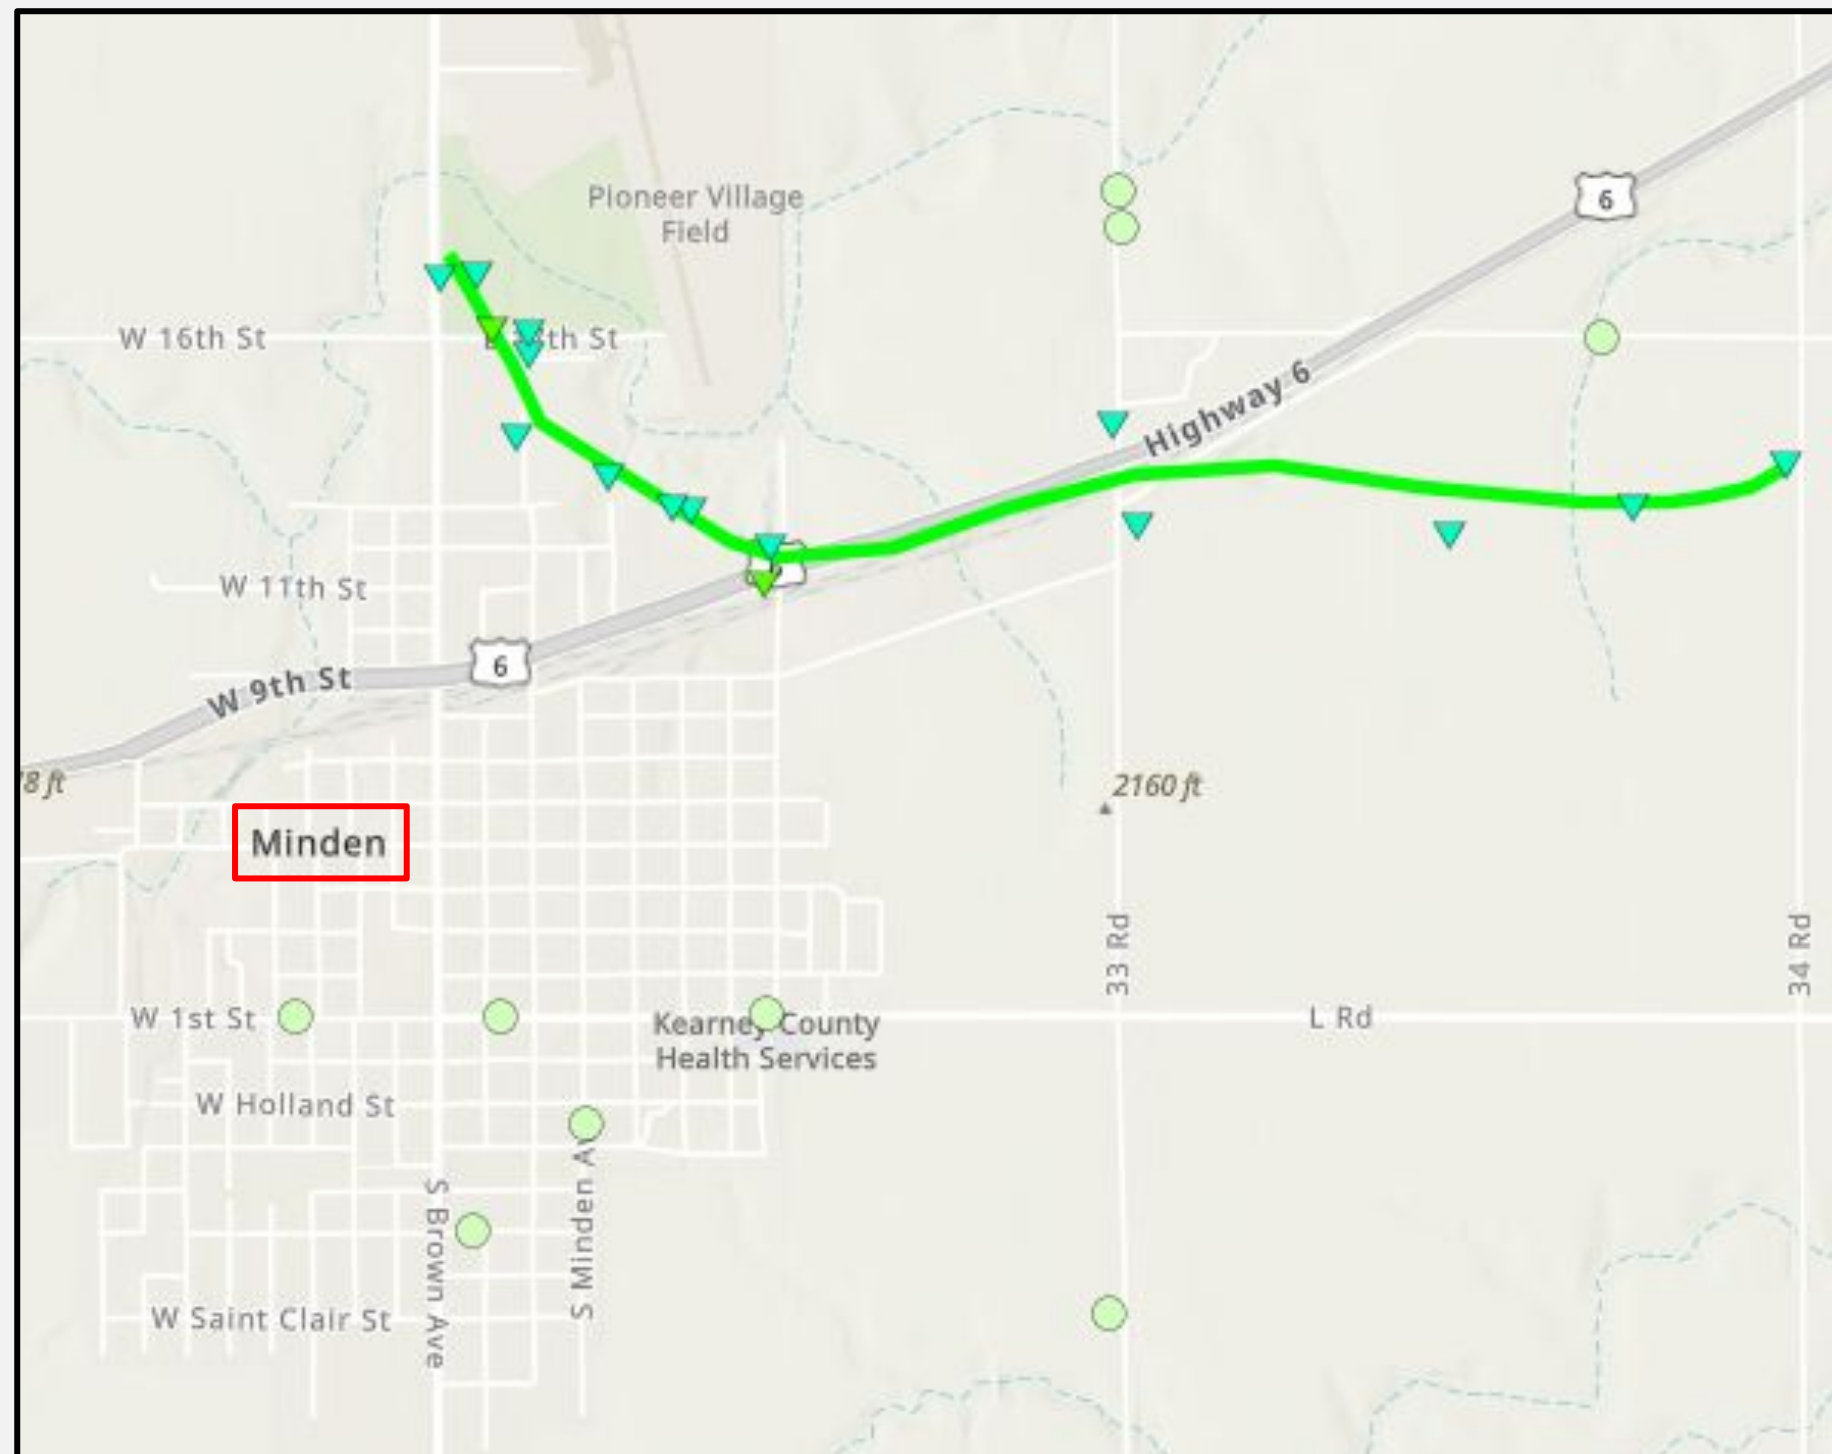 Pioneer Village
Field
6
W 16th St
th St
Highway 6
W 11th St
6
W 9th St
8 ft
2160 ft
Minden
33 Rd
34 Rd
W 1st St
Kearney County
Health Services
L Rd
W Holland St
S Minden Av
S Brown Ave
W Saint Clair St